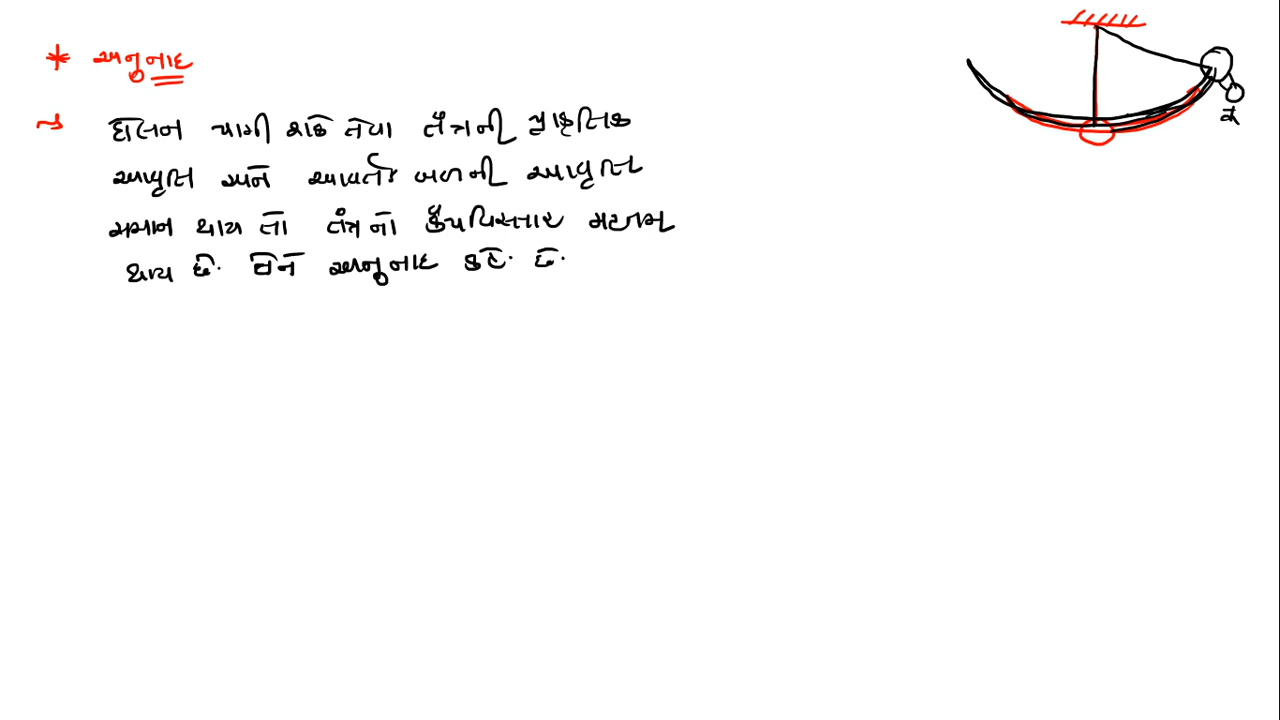 * અનુનાદ
→ દોલન પામી શકે તેવા તંત્રની પ્રાકૃતિક
આવૃત્તિ અને આવર્ત બળની આવૃત્તિ
સમાન થાય તો તંત્રનો કંપવિસ્તાર મહત્તમ
થાય છે. જેને અનુનાદ કહે છે.